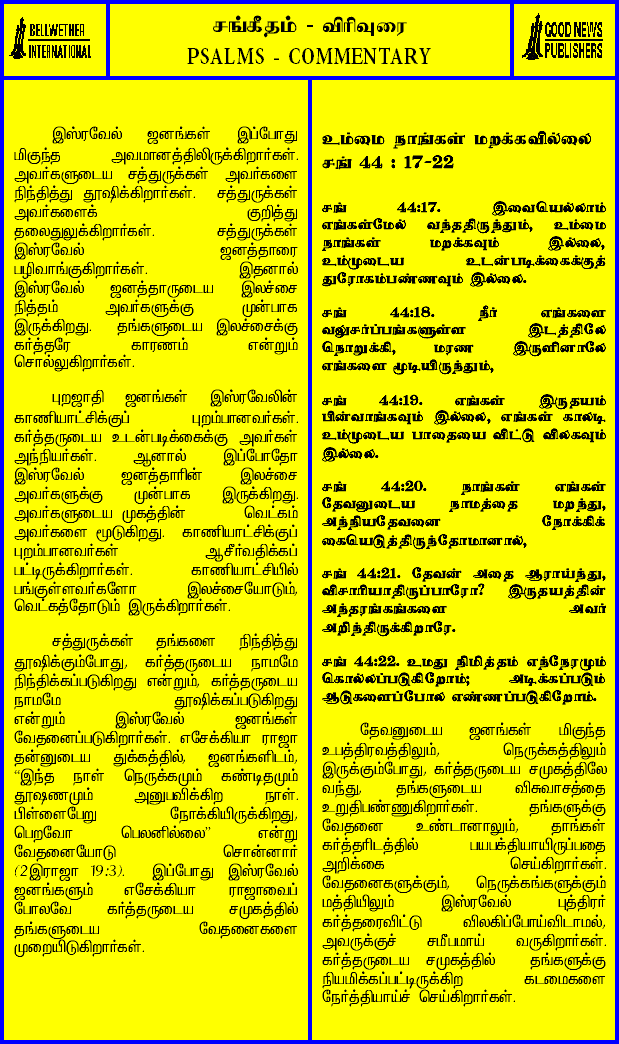 BELLWETHER
INTERNATIONAL
சங்கீதம் - விரிவுரை
PSALMS - COMMENTARY
GOOD NEWS
PUBLISHERS
இஸ்ரவேல் ஜனங்கள் இப்போது
மிகுந்த அவமானத்திலிருக்கிறார்கள்.
அவர்களுடைய சத்துருக்கள் அவர்களை
நிந்தித்து தூஷிக்கிறார்கள். சத்துருக்கள்
அவர்களைக் குறித்து
தலைதுலுக்கிறார்கள். சத்துருக்கள்
இஸ்ரவேல் ஜனத்தாரை
பழிவாங்குகிறார்கள். இதனால்
இஸ்ரவேல் ஜனத்தாருடைய இலச்சை
நித்தம் அவர்களுக்கு முன்பாக
இருக்கிறது. தங்களுடைய இலச்சைக்கு
கர்த்தரே காரணம் என்றும்
சொல்லுகிறார்கள்.
புறஜாதி ஜனங்கள் இஸ்ரவேலின்
காணியாட்சிக்குப் புறம்பானவர்கள்.
கர்த்தருடைய உடன்படிக்கைக்கு அவர்கள்
அந்நியர்கள். ஆனால் இப்போதோ
இஸ்ரவேல் ஜனத்தாரின் இலச்சை
அவர்களுக்கு முன்பாக இருக்கிறது.
அவர்களுடைய முகத்தின் வெட்கம்
அவர்களை மூடுகிறது. காணியாட்சிக்குப்
புறம்பானவர்கள் ஆசீர்வதிக்கப்
பட்டிருக்கிறார்கள். காணியாட்சியில்
பங்குள்ளவர்களோ இலச்சையோடும்,
வெட்கத்தோடும் இருக்கிறார்கள்.
சத்துருக்கள் தங்களை நிந்தித்து
தூஷிக்கும்போது, கர்த்தருடைய நாமமே
நிந்திக்கப்படுகிறது என்றும், கர்த்தருடைய
நாமமே தூஷிக்கப்படுகிறது
என்றும் இஸ்ரவேல் ஜனங்கள்
வேதனைப்படுகிறார்கள். எசேக்கியா ராஜா
தன்னுடைய துக்கத்தில், ஜனங்களிடம்,
“இந்த நாள் நெருக்கமும் கண்டிதமும்
தூஷணமும் அனுபவிக்கிற நாள்.
பிள்ளைபேறு நோக்கியிருக்கிறது,
பெறவோ பெலனில்லை” என்று
வேதனையோடு சொன்னார்
(2இராஜா 19:3). இப்போது இஸ்ரவேல்
ஜனங்களும் எசேக்கியா ராஜாவைப்
போலவே கர்த்தருடைய சமுகத்தில்
தங்களுடைய வேதனைகளை
முறையிடுகிறார்கள்.
உம்மை நாங்கள் மறக்கவில்லை
சங் 44 : 17-22
சங் 44:17. இவையெல்லாம்
எங்கள்மேல் வந்ததிருந்தும், உம்மை
நாங்கள் மறக்கவும் இல்லை,
உம்முடைய உடன்படிக்கைக்குத்
துரோகம்பண்ணவும் இல்லை.
சங் 44:18. நீர் எங்களை
வலுசர்ப்பங்களுள்ள இடத்திலே
நொறுக்கி, மரண இருளினாலே
எங்களை மூடியிருந்தும்,
சங் 44:19. எங்கள் இருதயம்
பின்வாங்கவும் இல்லை, எங்கள் காலடி
உம்முடைய பாதையை விட்டு விலகவும்
இல்லை.
சங் 44:20. நாங்கள் எங்கள்
தேவனுடைய நாமத்தை மறந்து,
அந்நியதேவனை நோக்கிக்
கையெடுத்திருந்தோமானால்,
சங் 44:21. தேவன் அதை ஆராய்ந்து,
விசாரியாதிருப்பாரோ? இருதயத்தின்
அந்தரங்கங்களை அவர்
அறிந்திருக்கிறாரே.
சங் 44:22. உமது நிமித்தம் எந்நேரமும்
கொல்லப்படுகிறோம்; அடிக்கப்படும்
ஆடுகளைப்போல எண்ணப்படுகிறோம்.
தேவனுடைய ஜனங்கள் மிகுந்த
உபத்திரவத்திலும், நெருக்கத்திலும்
இருக்கும்போது, கர்த்தருடைய சமுகத்திலே
வந்து, தங்களுடைய விசுவாசத்தை
உறுதிபண்ணுகிறார்கள். தங்களுக்கு
வேதனை உண்டானாலும், தாங்கள்
கர்த்தரிடத்தில் பயபக்தியாயிருப்பதை
அறிக்கை செய்கிறார்கள்.
வேதனைகளுக்கும், நெருக்கங்களுக்கும்
மத்தியிலும் இஸ்ரவேல் புத்திரர்
கர்த்தரைவிட்டு விலகிப்போய்விடாமல்,
அவருக்குச் சமீபமாய் வருகிறார்கள்.
கர்த்தருடைய சமுகத்தில் தங்களுக்கு
நியமிக்கப்பட்டிருக்கிற கடமைகளை
நேர்த்தியாய்ச் செய்கிறார்கள்.